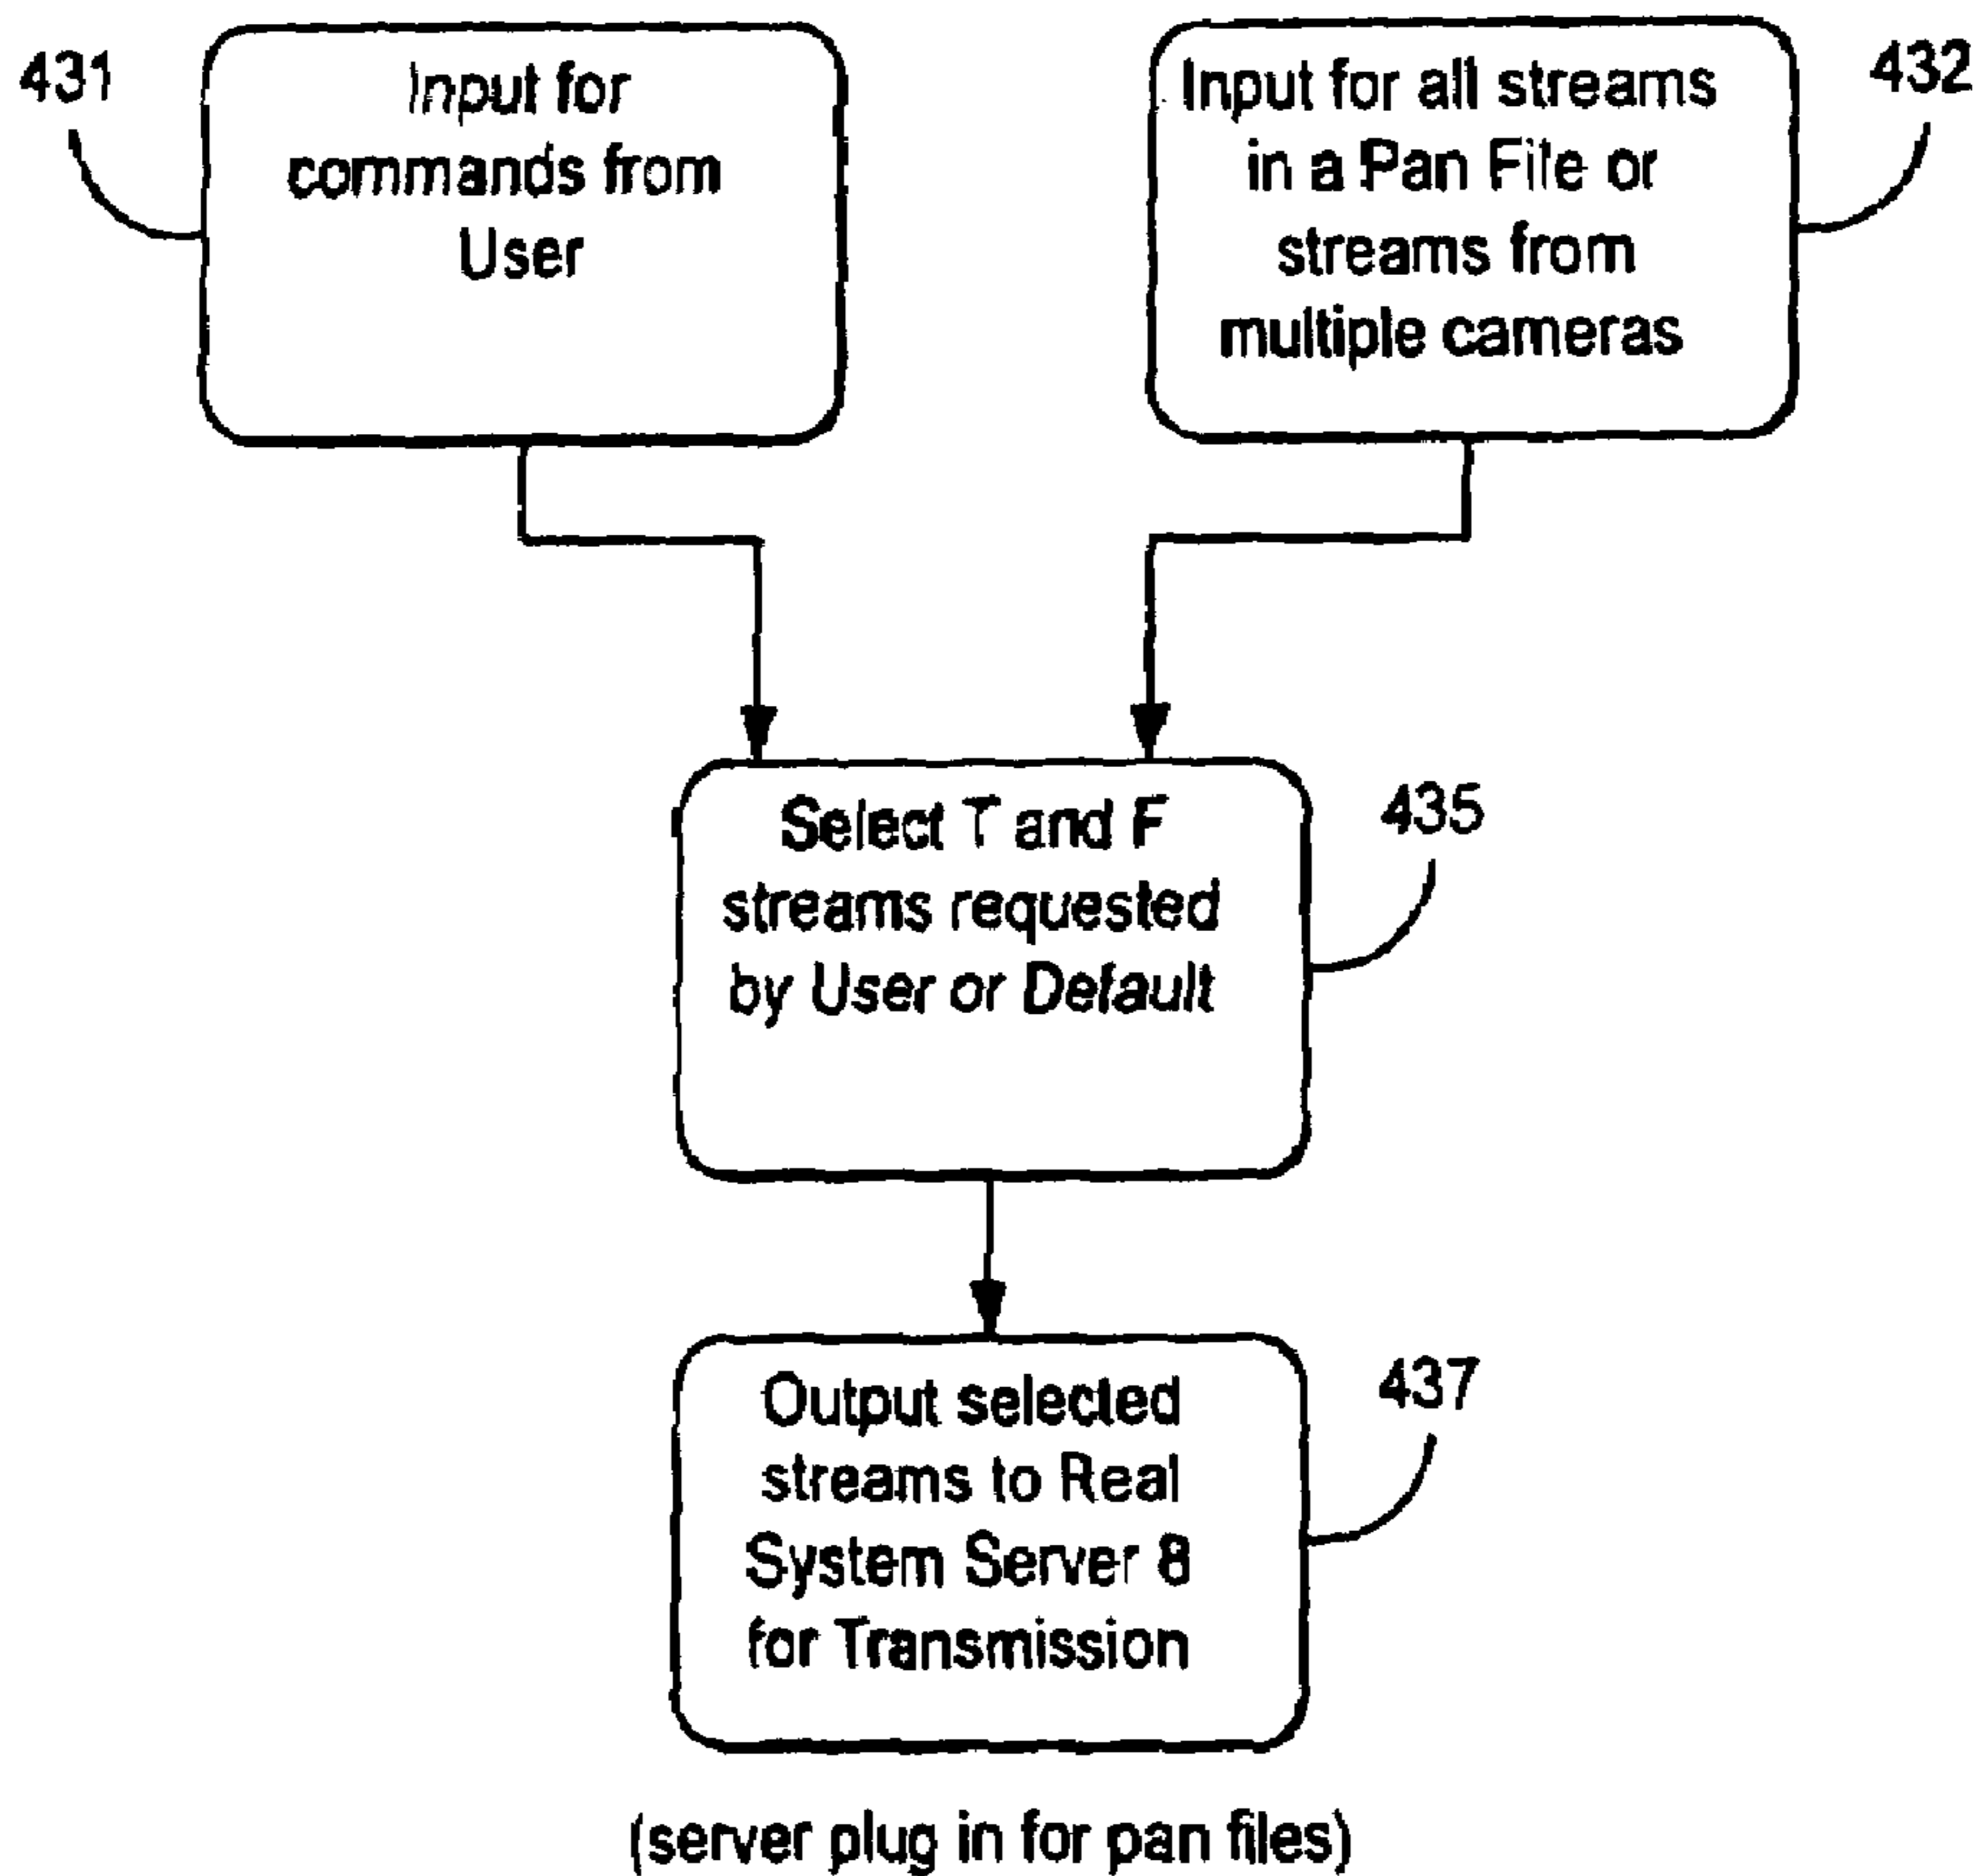 431
Input for
commands from
User
Input for all streams
in a Pan File or
streams from
multiple cameras
432
Select T and F
streams requested
by User or Default
435
Output selected
streams to Real
System Server 8
for Transmission
437
(server plug in for pan files)